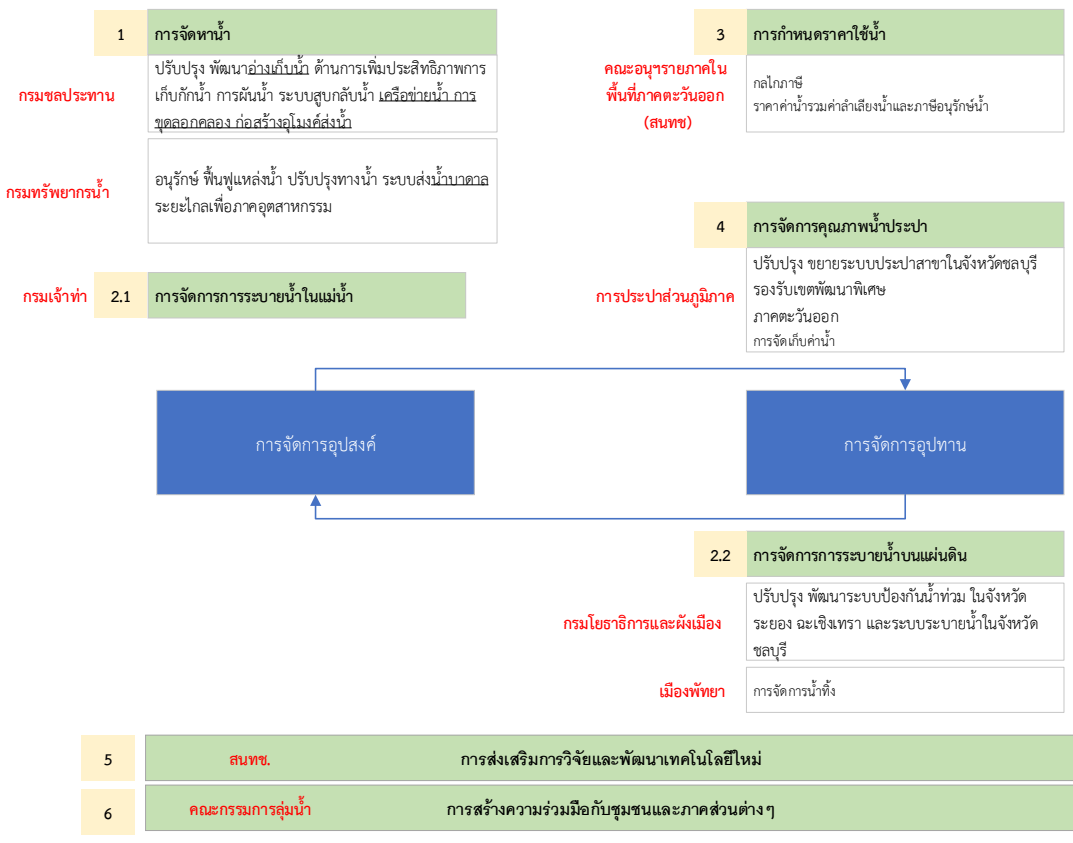 1 การจัดหาน้ำ
กรมชลประทาน
ปรับปรุง พัฒนาอ่างเก็บน้ำ ด้านการเพิ่มประสิทธิภาพการ
เก็บกักน้ำ การผันน้ำ ระบบสูบกลับน้ำ เครือข่ายน้ำ การ
ขุดลอกคลอง ก่อสร้างอุโมงค์ส่งน้ำ
กรมทรัพยากรน้ำ
อนุรักษ์ ฟื้นฟูแหล่งน้ำ ปรับปรุงทางน้ำ ระบบส่งน้ำบาดาล
ระยะไกลเพื่อภาคอุตสาหกรรม
กรมเจ้าท่า 2.1 การจัดการการระบายน้ำในแม่น้ำ
3 การกำหนดราคาใช้น้ำ
คณะอนุฯรายภาคใน
พื้นที่ภาคตะวันออก
(สนทช)
กลไกภาษี
ราคาค่าน้ำรวมค่าลำเลียงน้ำและภาษีอนุรักษ์น้ำ
4 การจัดการคุณภาพน้ำประปา
การประปาส่วนภูมิภาค
ปรับปรุง ขยายระบบประปาสาขาในจังหวัดชลบุรี
รองรับเขตพัฒนาพิเศษ
ภาคตะวันออก
การจัดเก็บค่าน้ำ
การจัดการอุปสงค์
การจัดการอุปทาน
2.2 การจัดการการระบายน้ำบนแผ่นดิน
กรมโยธาธิการและผังเมือง
ปรับปรุง พัฒนาระบบป้องกันน้ำท่วม ในจังหวัด
ระยอง ฉะเชิงเทรา และระบบระบายน้ำในจังหวัด
ชลบุรี
เมืองพัทยา
การจัดการน้ำทิ้ง
5 สนทช. การส่งเสริมการวิจัยและพัฒนาเทคโนโลยีใหม่
6 คณะกรรมการลุ่มน้ำ การสร้างความร่วมมือกับชุมชนและภาคส่วนต่างๆ